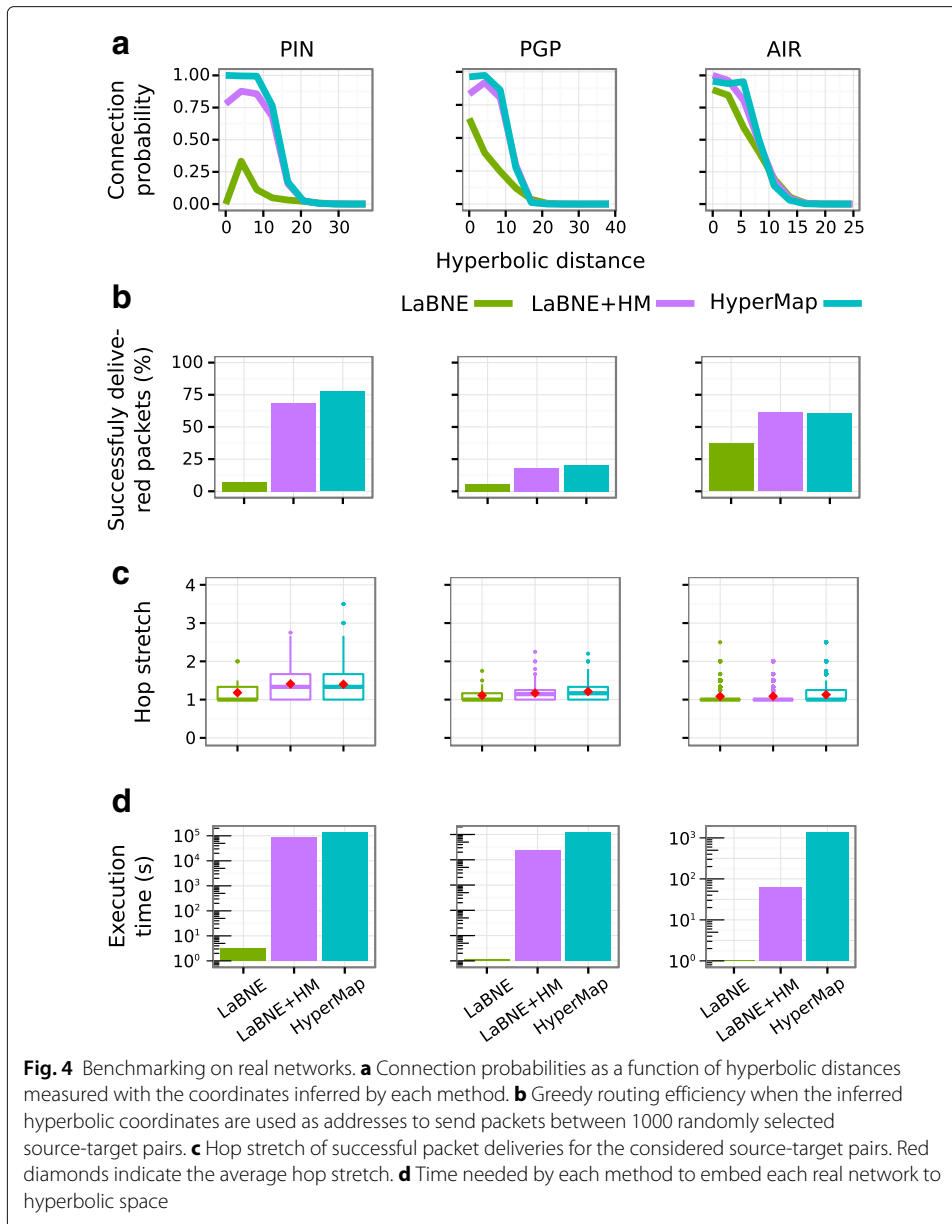 a
PIN PGP AIR
Connection
probability
1.00
0.75
0.50
0.25
0.00
0 10 20 30
0 10 20 30 40
0 5 10 15 20 25
Hyperbolic distance
b
LaBNE LaBNE+HM HyperMap
Successfuly delive-
red packets (%)
100
75
50
25
0
c
Hop stretch
4
3
2
1
0
d
Execution
time (s)
10⁵
10⁴
10³
10²
10¹
10⁰
10³
10²
10¹
10⁰
LaBNE LaBNE+HM HyperMap
LaBNE LaBNE+HM HyperMap
LaBNE LaBNE+HM HyperMap
Fig. 4 Benchmarking on real networks. a Connection probabilities as a function of hyperbolic distances
measured with the coordinates inferred by each method. b Greedy routing efficiency when the inferred
hyperbolic coordinates are used as addresses to send packets between 1000 randomly selected
source-target pairs. c Hop stretch of successful packet deliveries for the considered source-target pairs. Red
diamonds indicate the average hop stretch. d Time needed by each method to embed each real network to
hyperbolic space